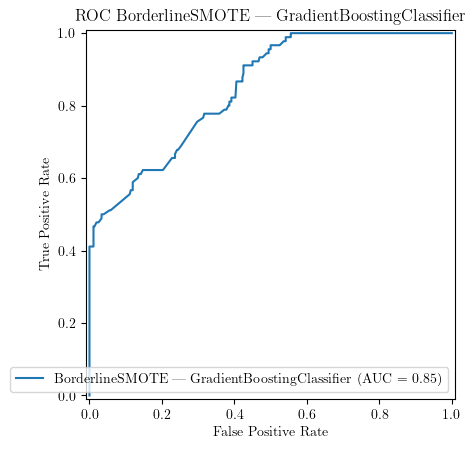 ROC BorderlineSMOTE — GradientBoostingClassifier
1.0
0.8
0.6
0.4
0.2
0.0
True Positive Rate
BorderlineSMOTE — GradientBoostingClassifier (AUC = 0.85)
0.0 0.2 0.4 0.6 0.8 1.0
False Positive Rate